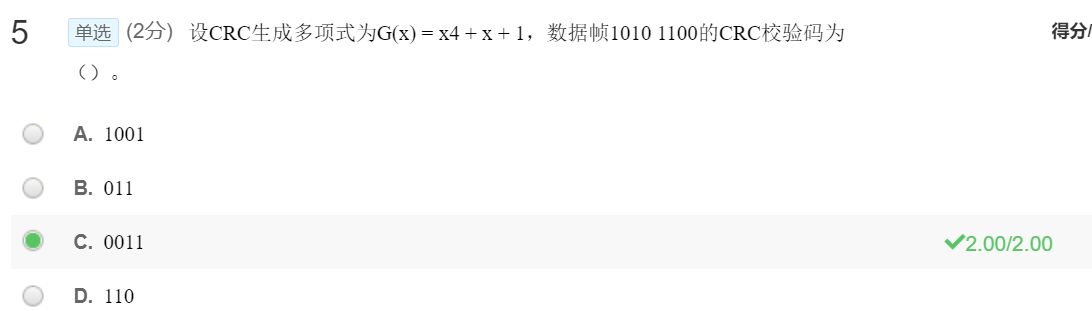 5 单选 (2分) 设CRC生成多项式为G(x) = x4 + x + 1，数据帧1010 1100的CRC校验码为 得分/
（）。
A. 1001
B. 011
C. 0011 2.00/2.00
D. 110